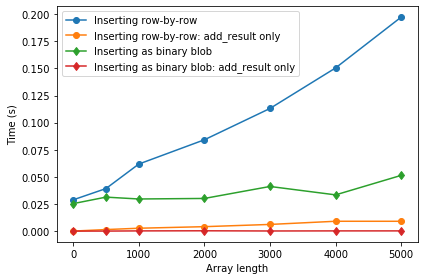 Inserting row-by-row
Inserting row-by-row: add_result only
Inserting as binary blob
Inserting as binary blob: add_result only
Time (s)
0.200
0.175
0.150
0.125
0.100
0.075
0.050
0.025
0.000
0 1000 2000 3000 4000 5000
Array length